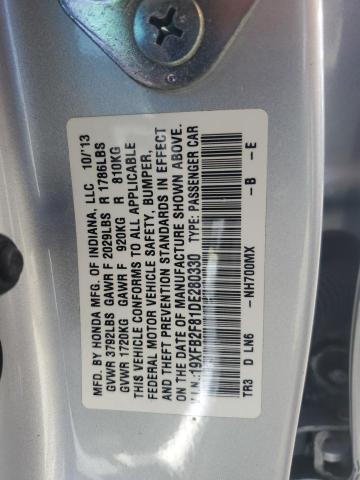 MFD. BY HONDA MFG. OF INDIANA, LLC 10/'13
GVWR 3792LBS GAWR F 2029LBS R 1786LBS
GVWR 1720KG GAWR F 920KG R 810KG
THIS VEHICLE CONFORMS TO ALL APPLICABLE
FEDERAL MOTOR VEHICLE SAFETY, BUMPER,
AND THEFT PREVENTION STANDARDS IN EFFECT
ON THE DATE OF MANUFACTURE SHOWN ABOVE.
V.I.N.:19XFB2F81DE280330 TYPE: PASSENGER CAR
TR3 D LN6 -NH700MX -B -E